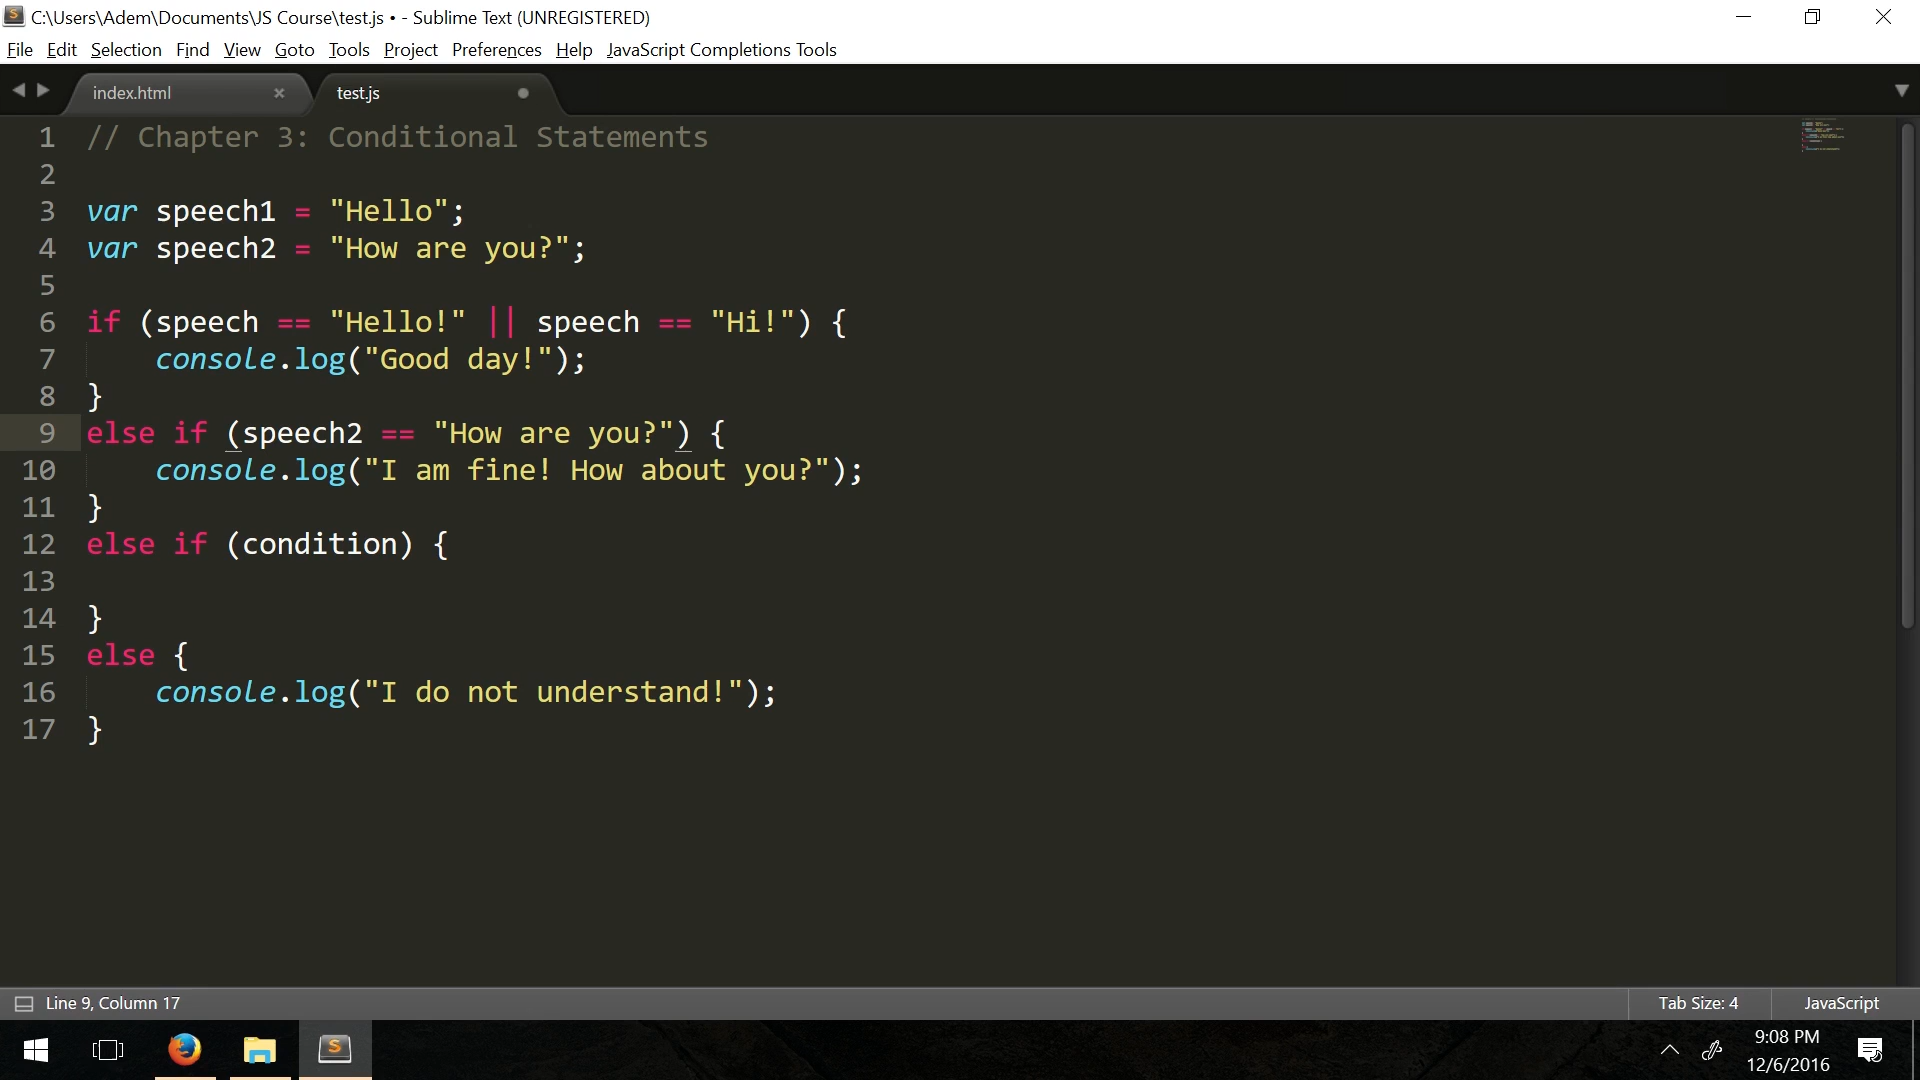 C:\Users\Adem\Documents\JS Course\test.js • - Sublime Text (UNREGISTERED)
File Edit Selection Find View Goto Tools Project Preferences Help JavaScript Completions Tools
index.html test.js
1 // Chapter 3: Conditional Statements
2
3 var speech1 = "Hello";
4 var speech2 = "How are you?";
5
6 if (speech == "Hello!" || speech == "Hi!") {
7 console.log("Good day!");
8 }
9 else if (speech2 == "How are you?") {
10 console.log("I am fine! How about you?");
11 }
12 else if (condition) {
13
14 }
15 else {
16 console.log("I do not understand!");
17 }
Line 9, Column 17 Tab Size: 4 JavaScript
9:08 PM
12/6/2016